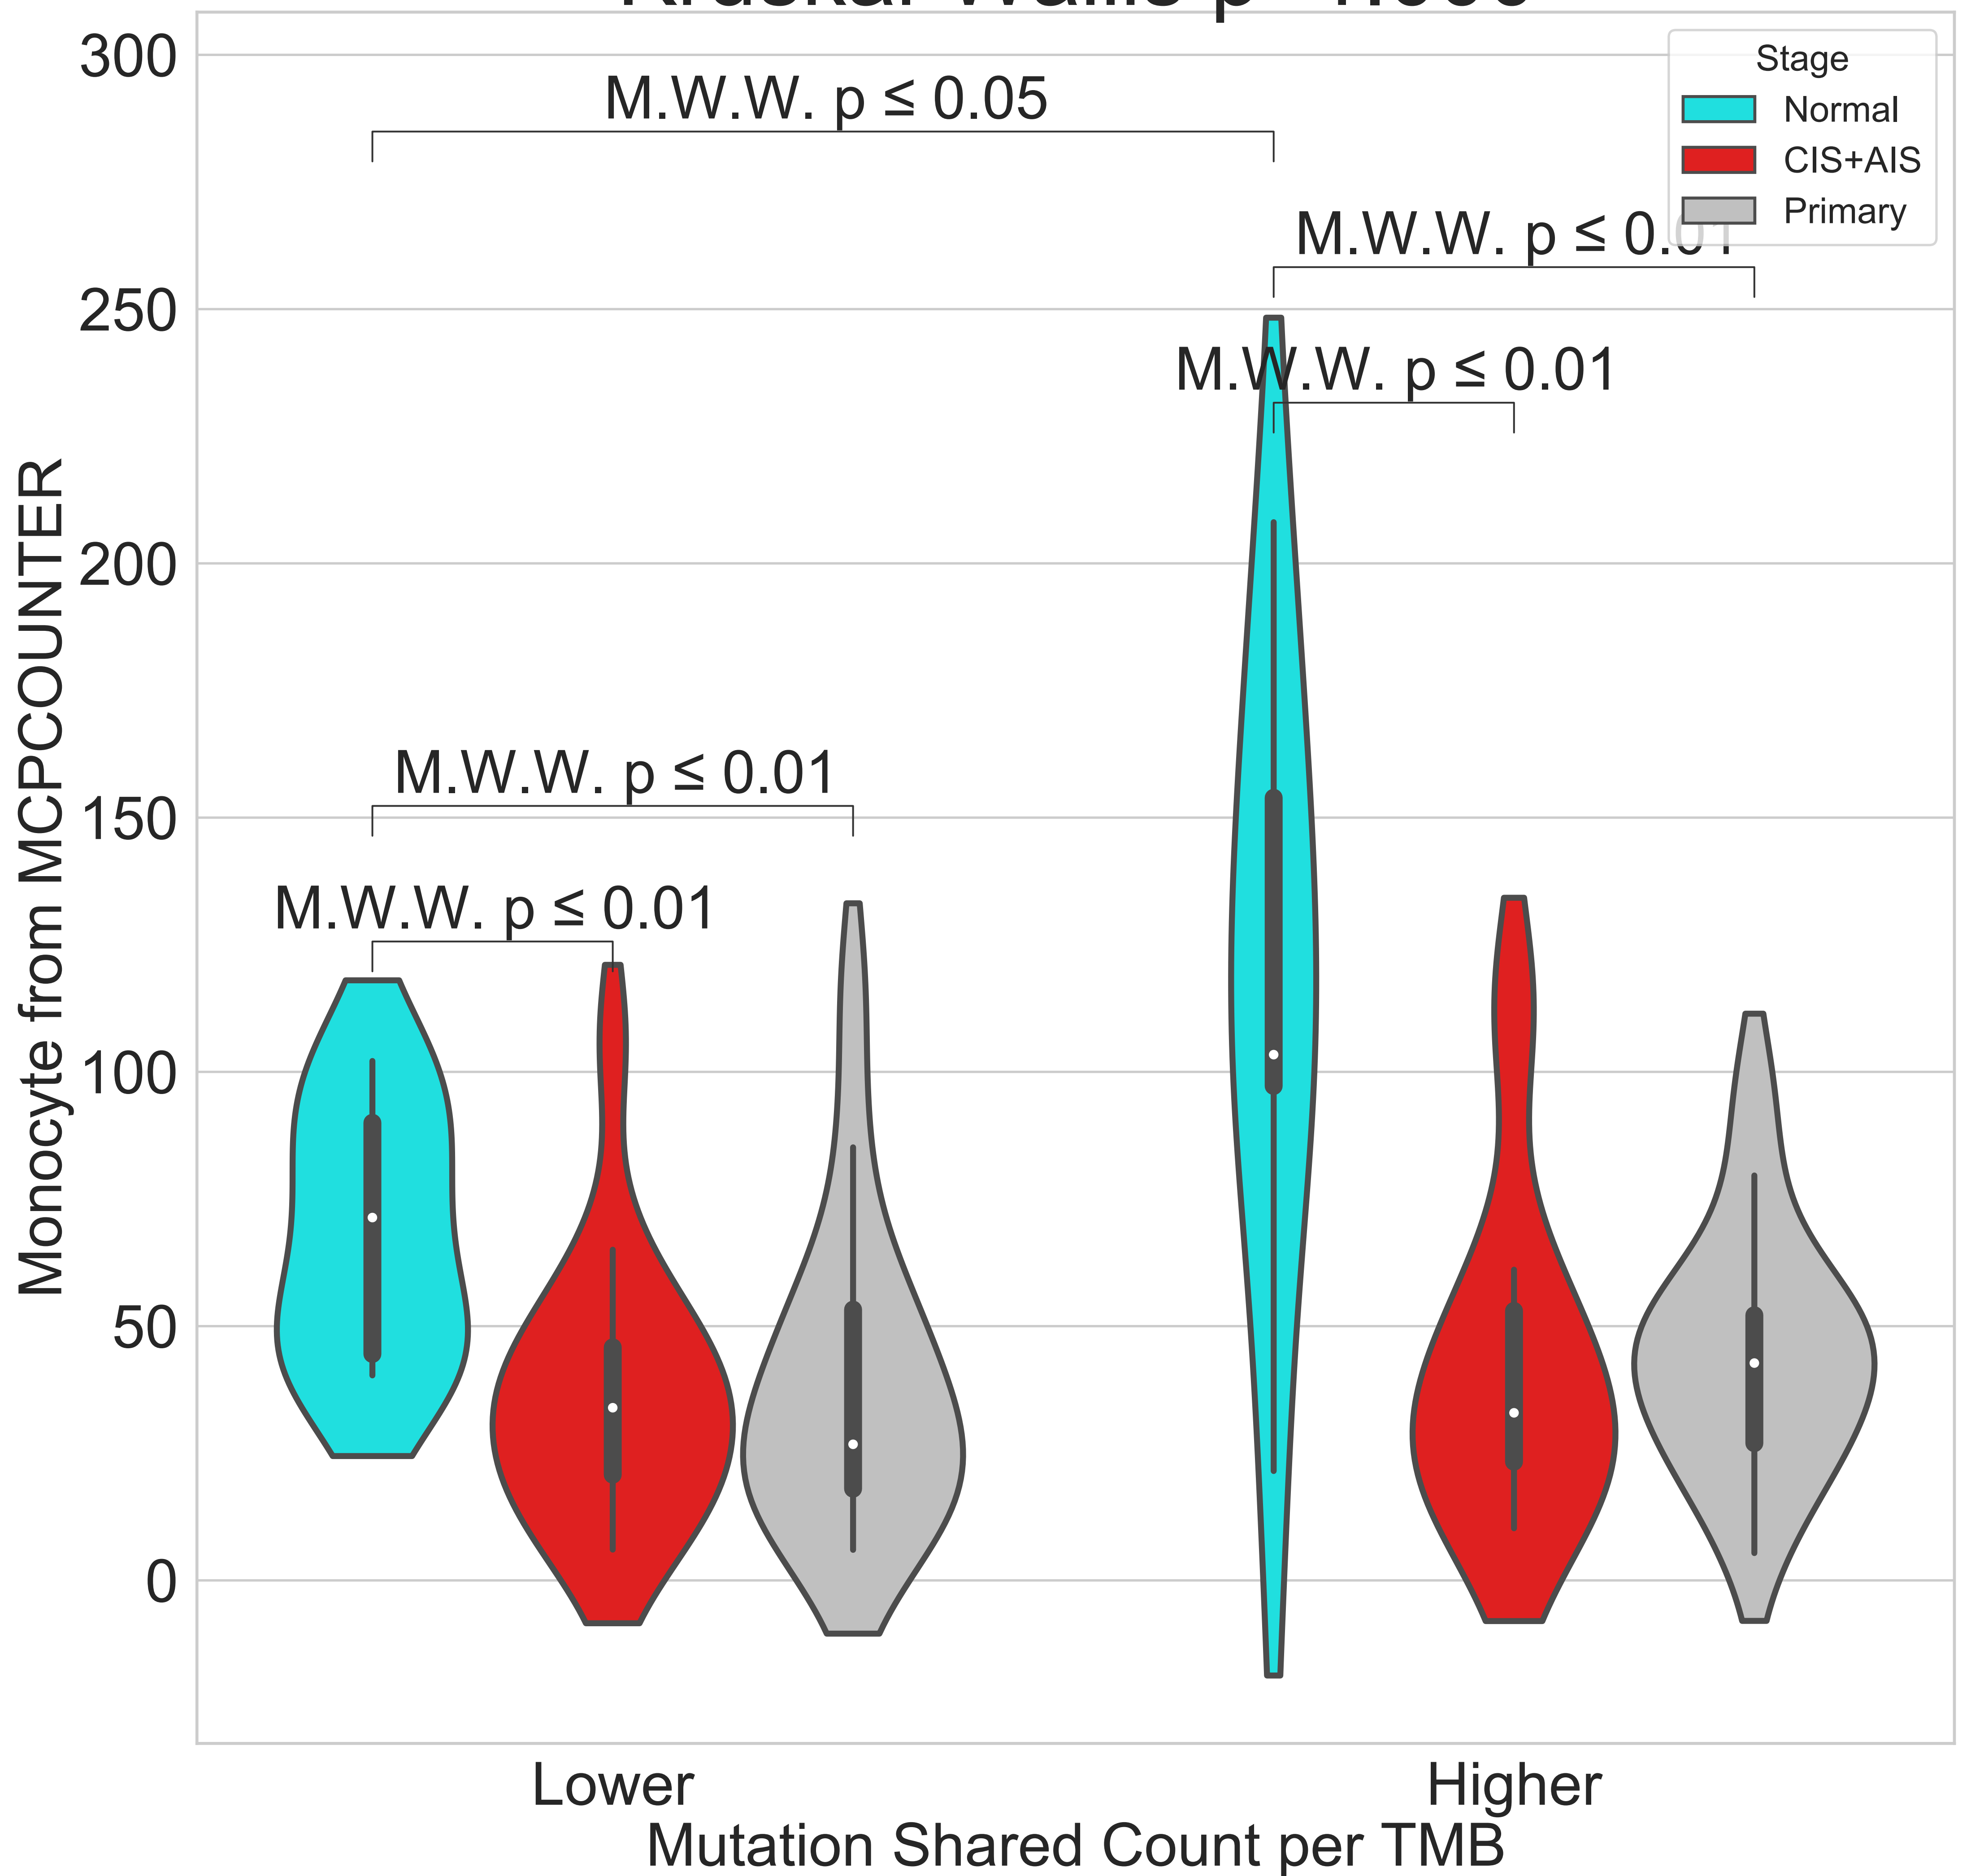 300
M.W.W. p ≤ 0.05
Stage
Normal
CIS+AIS
Primary
M.W.W. p ≤ 0.01
250
M.W.W. p ≤ 0.01
200
M.W.W. p ≤ 0.01
150
M.W.W. p ≤ 0.01
100
50
0
Monocyte from MCPCOUNTER
Lower
Higher
Mutation Shared Count per TMB